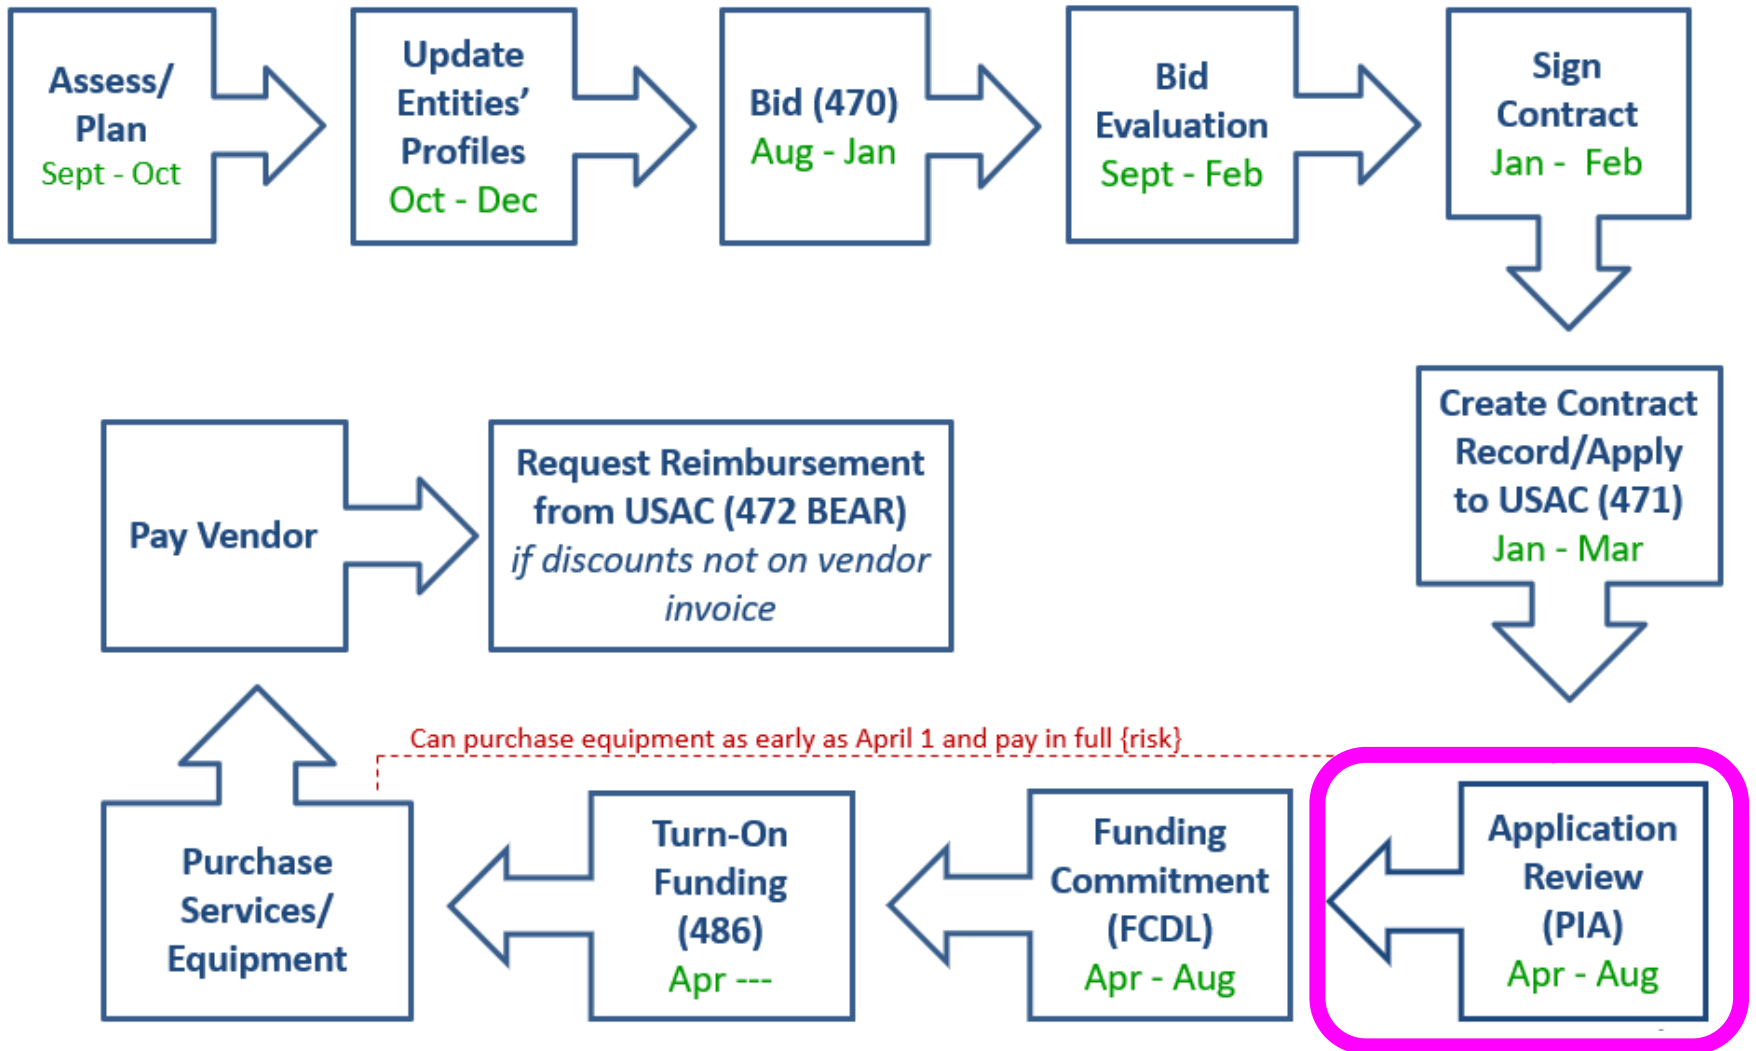 Assess/
Plan
Sept - Oct
Update
Entities’
Profiles
Oct - Dec
Bid (470)
Aug - Jan
Bid
Evaluation
Sept - Feb
Sign
Contract
Jan -  Feb
Create Contract
Record/Apply
to USAC (471)
Jan - Mar
Application
Review
(PIA)
Apr - Aug
Funding
Commitment
(FCDL)
Apr - Aug
Turn-On
Funding
(486)
Apr ---
Can purchase equipment as early as April 1 and pay in full {risk}
Purchase
Services/
Equipment
Pay Vendor
Request Reimbursement
from USAC (472 BEAR)
if discounts not on vendor
invoice